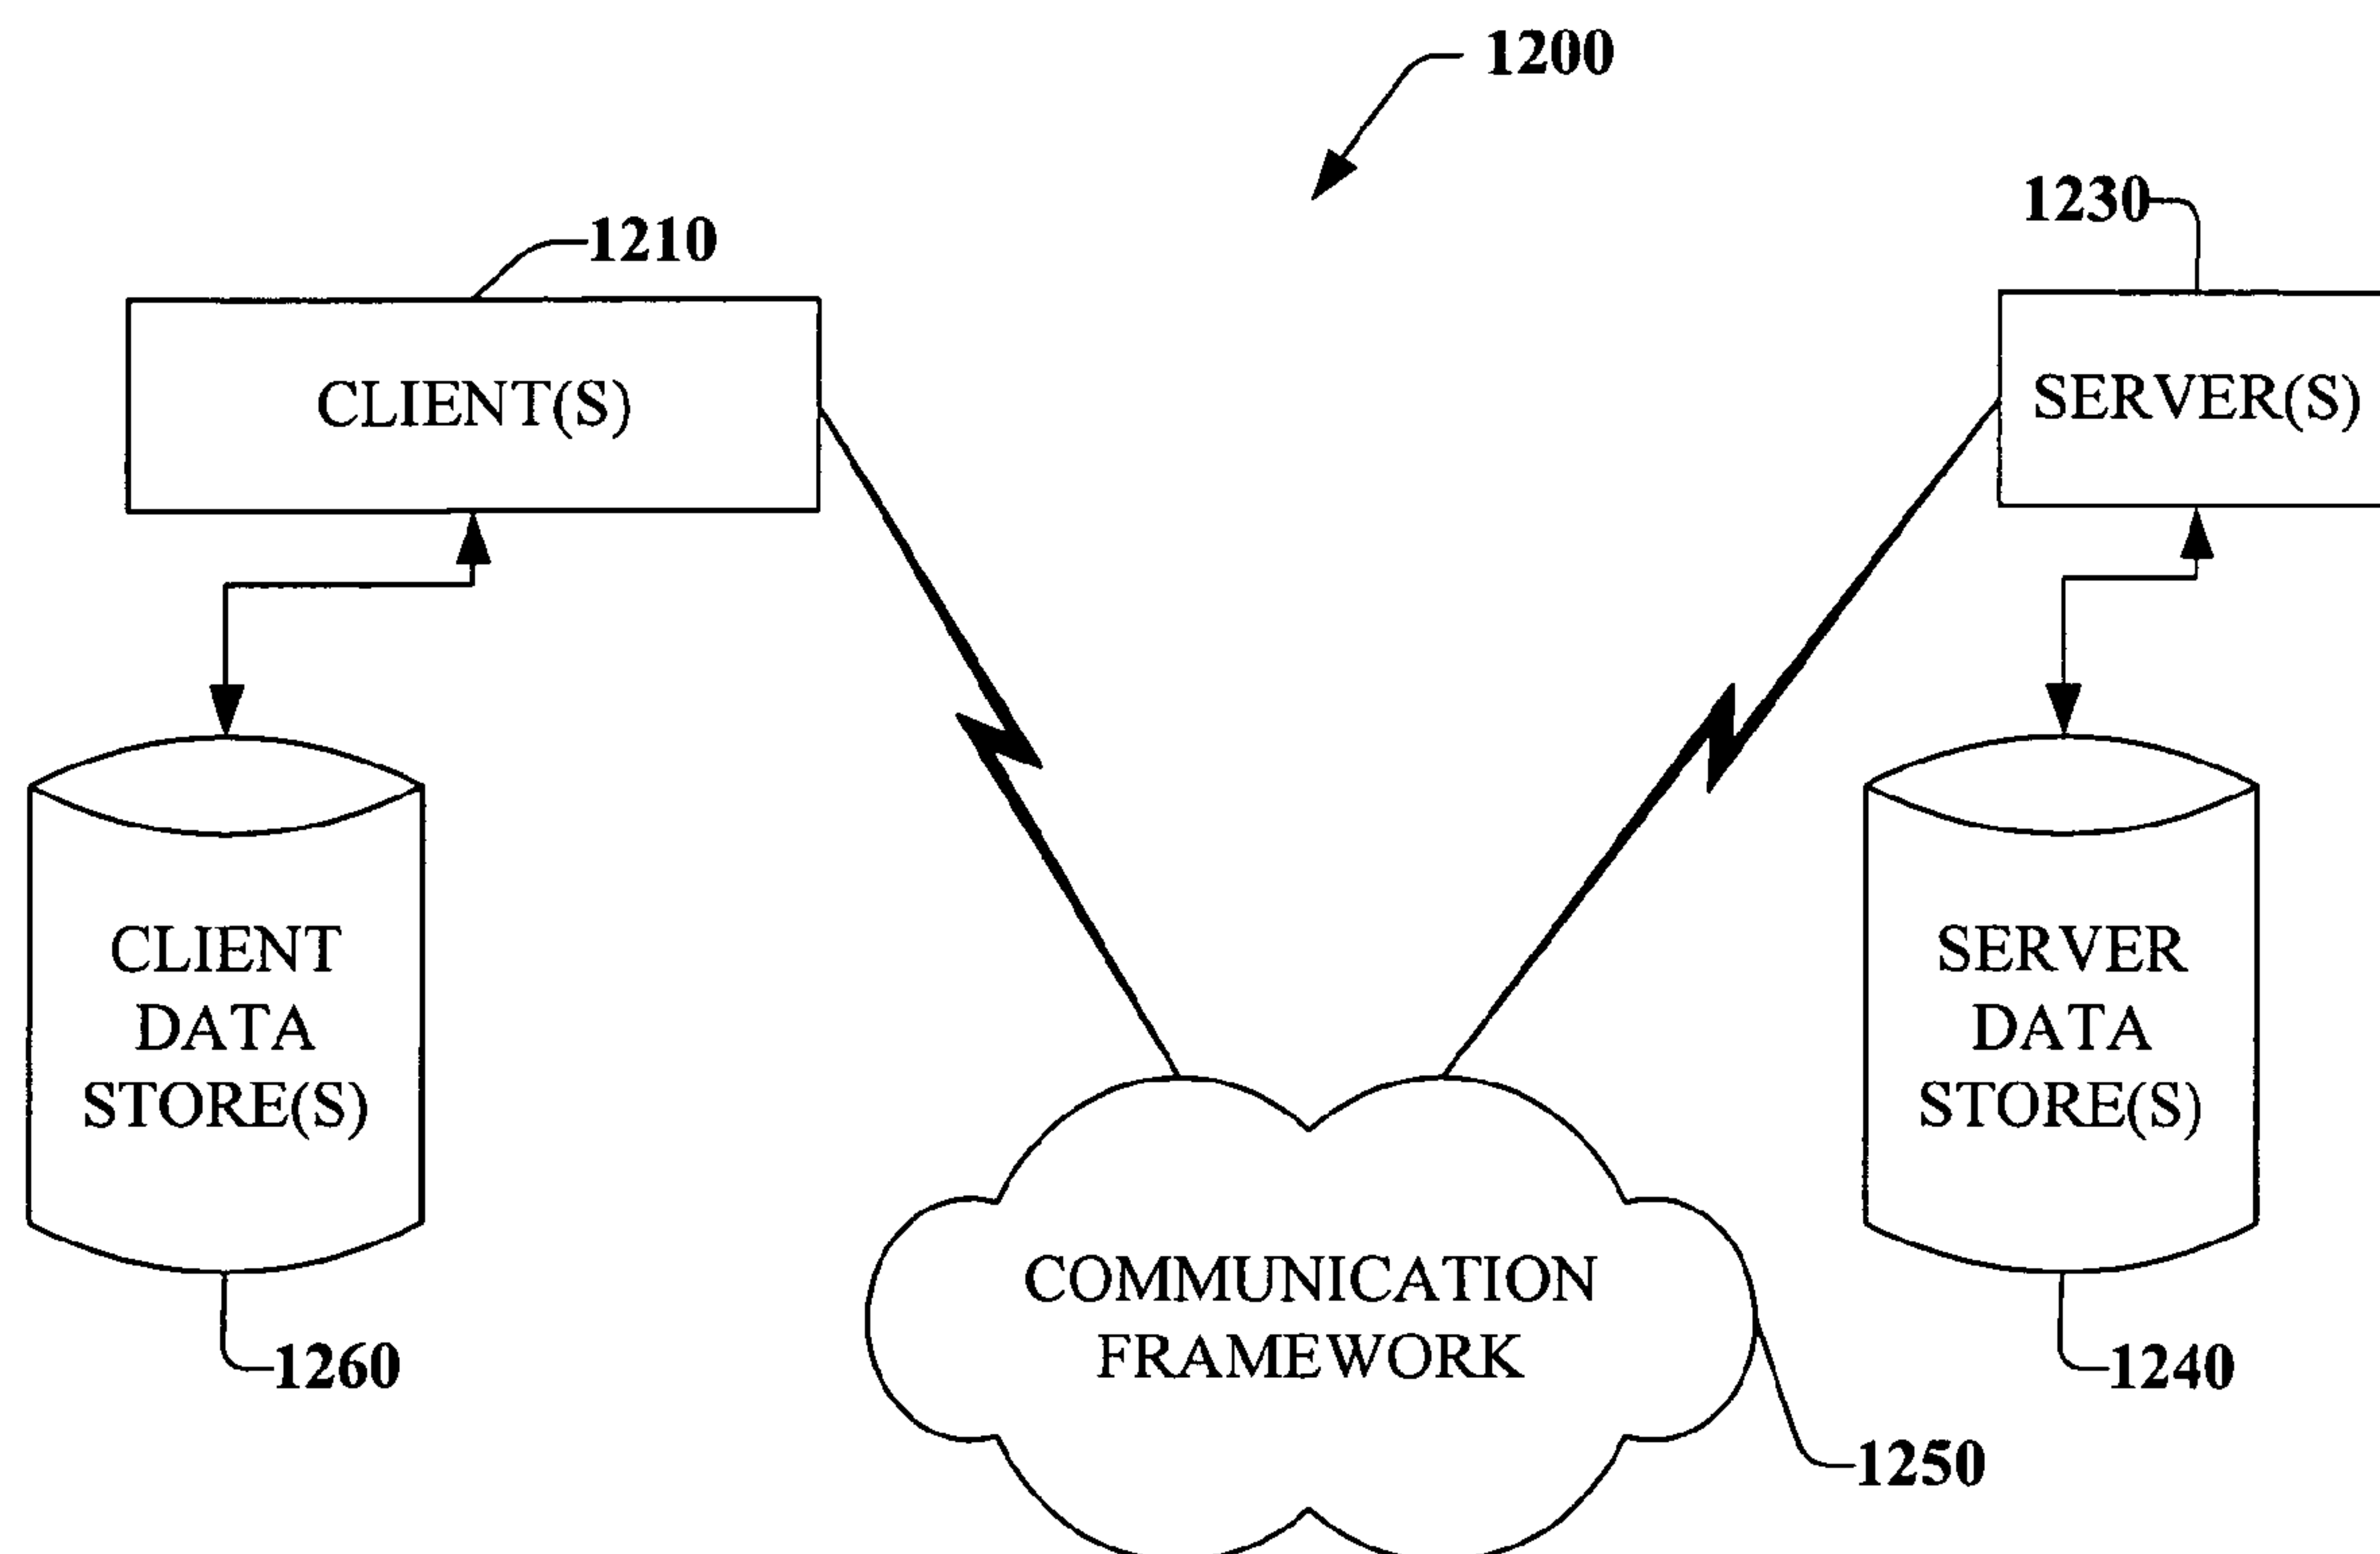 1200
1210
1230
CLIENT(S)
SERVER(S)
CLIENT
DATA
STORE(S)
SERVER
DATA
STORE(S)
COMMUNICATION
FRAMEWORK
1260
1240
1250